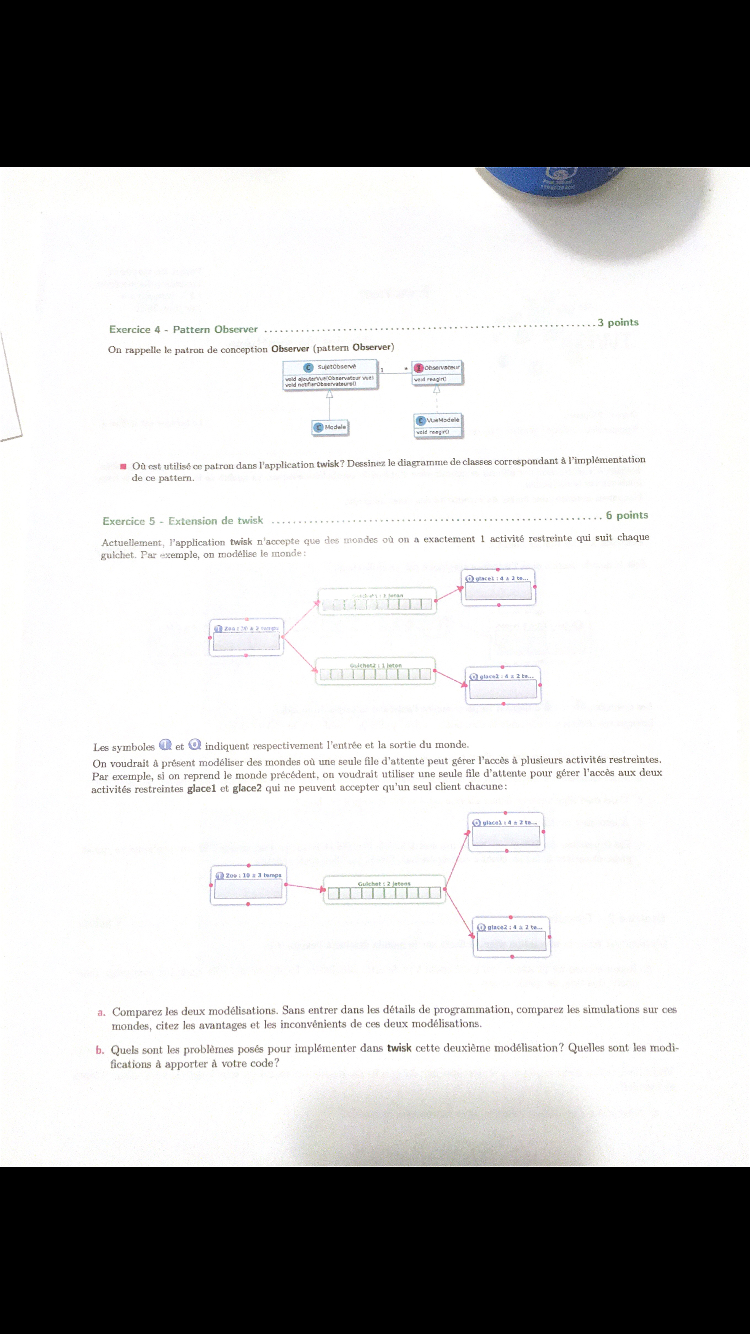 Exercice 4 - Pattern Observer ........ 3 points
On rappelle le patron de conception Observer (pattern Observer)
C SujetObservé
void ajouterVue(Observateur vue)
void notifierObservateurs()
1
*
I Observateur
void reagir()
C Modele
C VueModele
void reagir()
Où est utilisé ce patron dans l'application twisk? Dessinez le diagramme de classes correspondant à l'implémentation
de ce pattern.
Exercice 5 - Extension de twisk ........ 6 points
Actuellement, l'application twisk n'accepte que des mondes où on a exactement 1 activité restreinte qui suit chaque
guichet. Par exemple, on modélise le monde :
glace1 : 4 ± 2 te...
Zoo : ± 2 temps
: 1 jeton
Guichet2 : 1 jeton
glace2 : 4 ± 2 te...
Les symboles I et O indiquent respectivement l'entrée et la sortie du monde.
On voudrait à présent modéliser des mondes où une seule file d'attente peut gérer l'accès à plusieurs activités restreintes.
Par exemple, si on reprend le monde précédent, on voudrait utiliser une seule file d'attente pour gérer l'accès aux deux
activités restreintes glace1 et glace2 qui ne peuvent accepter qu'un seul client chacune :
glace1 : 4 ± 2 te...
Zoo : 10 ± 3 temps
Guichet : 2 jetons
glace2 : 4 ± 2 te...
a. Comparez les deux modélisations. Sans entrer dans les détails de programmation, comparez les simulations sur ces
mondes, citez les avantages et les inconvénients de ces deux modélisations.
b. Quels sont les problèmes posés pour implémenter dans twisk cette deuxième modélisation? Quelles sont les modi-
fications à apporter à votre code?